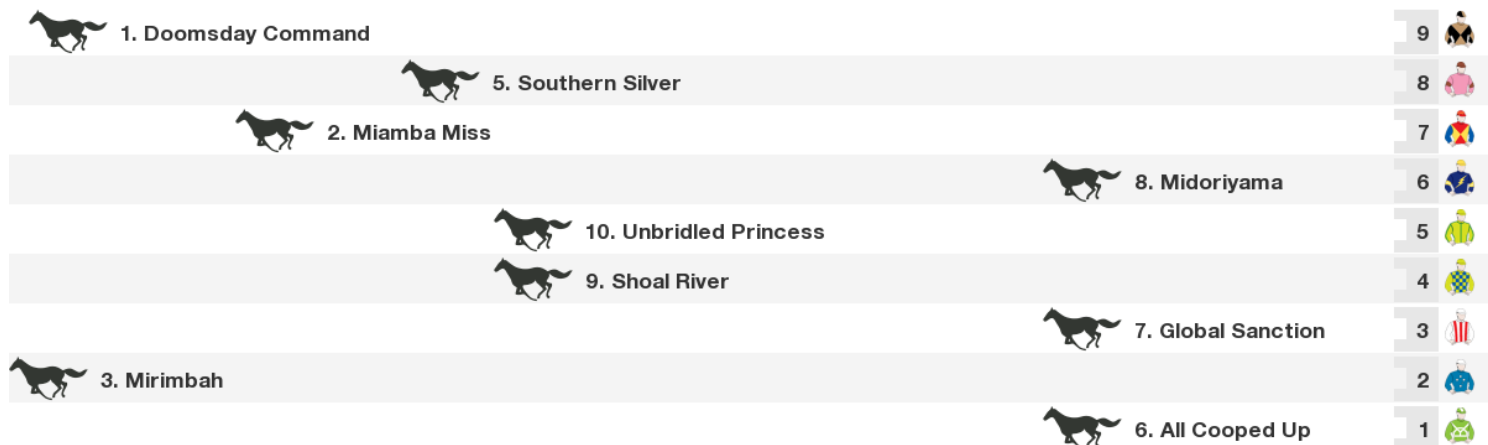 1. Doomsday Command 9
5. Southern Silver 8
2. Miamba Miss 7
8. Midoriyama 6
10. Unbridled Princess 5
9. Shoal River 4
7. Global Sanction 3
3. Mirimbah 2
6. All Cooped Up 1